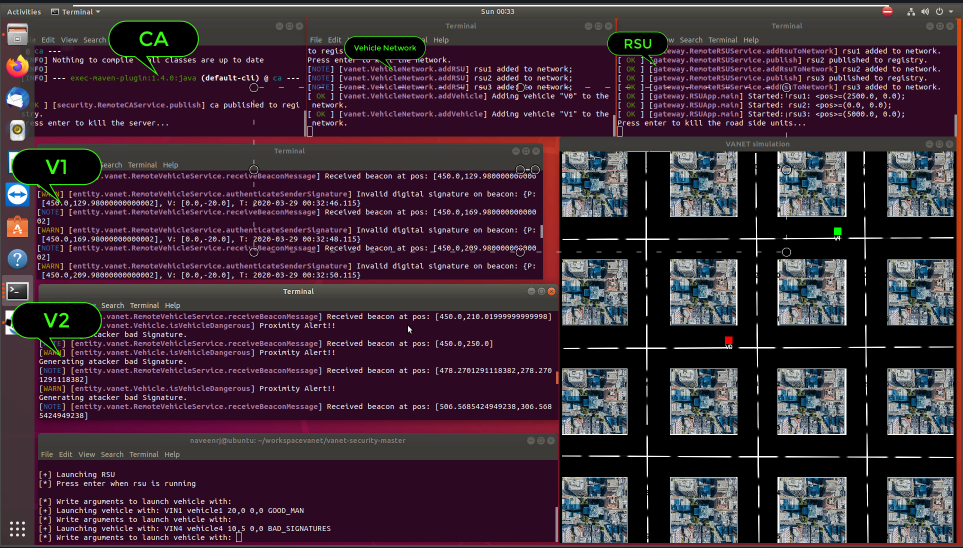 Activities
Terminal
Sun 00:33
Edit View Search
CA
ca ---
Nothing to compile
ll classes are up to date
FO] --- exec-maven-plugin:1.4.0:java (default-cli) @ ca ---
OK ] [security.RemoteCAService.publish] ca published to regi
stry.
ress enter to kill the server...
Terminal
File Edit View
Terminal Help
Vehicle Network
to regis
Press
the network.
[NOTE] [vanet.VehicleNetwork.addRSU] rsu1 added to network;
[NOTE] [vanet.VehicleNetwork.addRSU] rsu2 added to network;
[NOTE] [vanet.VehicleNetwork.addRSU] rsu3 added to network;
[ OK ] [vanet.VehicleNetwork.addVehicle] Adding vehicle "V0" to the
network.
[ OK ] [vanet.VehicleNetwork.addVehicle] Adding vehicle "V1" to the
network.
Terminal
File Edit
Search Terminal Help
RSU
[ OK ] [gateway.RemoteRSUService.addRsuToNetwork] rsu1 added to network.
[ OK ] [gateway.RemoteRSUService.publish] rsu2 published to registry.
[ OK ] [gateway.RemoteRSUService.addRsuToNetwork] rsu2 added to network.
[ OK ] [gateway.RemoteRSUService.publish] rsu3 published to registry.
[ OK ] [gateway.RemoteRSUService.addRsuToNetwork] rsu3 added to network.
[ OK ] [gateway.RSUApp.main] Started: rsu1: <pos>=(2500.0, 0.0);
[ OK ] [gateway.RSUApp.main] Started: rsu2: <pos>=(0.0, 0.0);
[ OK ] [gateway.RSUApp.main] Started: rsu3: <pos>=(5000.0, 0.0);
Press enter to kill the road side units...
Terminal
Search Terminal Help
V1
[entity.vanet.RemoteVehicleService.receiveBeaconMessage] Received beacon at pos: [450.0,129.980000000000
[WARN] [entity.vanet.RemoteVehicleService.authenticateSenderSignature] Invalid digital signature on beacon: {P:
[450.0,129.98000000000002], V: [0.0,-20.0], T: 2020-03-29 00:32:46.115}
[NOTE] [entity.vanet.RemoteVehicleService.receiveBeaconMessage] Received beacon at pos: [450.0,169.980000000000
02]
[WARN] [entity.vanet.RemoteVehicleService.authenticateSenderSignature] Invalid digital signature on beacon: {P:
[450.0,169.98000000000002], V: [0.0,-20.0], T: 2020-03-29 00:32:48.115}
[NOTE] [entity.vanet.RemoteVehicleService.receiveBeaconMessage] Received beacon at pos: [450.0,209.980000000000
02]
[WARN] [entity.vanet.RemoteVehicleService.authenticateSenderSignature] Invalid digital signature on beacon: {P:
[450.0,209.98000000000002], V: [0.0,-20.0], T: 2020-03-29 00:32:50.115}
Terminal
Search Terminal Help
V2
[entity.vanet.RemoteVehicleService.receiveBeaconMessage] Received beacon at pos: [450.0,210.01999999999998]
[entity.vanet.Vehicle.isVehicleDangerous] Proximity Alert!!
atacker bad Signature.
[entity.vanet.RemoteVehicleService.receiveBeaconMessage] Received beacon at pos: [450.0,250.0]
[WARN] [entity.vanet.Vehicle.isVehicleDangerous] Proximity Alert!!
Generating atacker bad Signature.
[NOTE] [entity.vanet.RemoteVehicleService.receiveBeaconMessage] Received beacon at pos: [478.2701291118382,278.270
1291118382]
[WARN] [entity.vanet.Vehicle.isVehicleDangerous] Proximity Alert!!
Generating atacker bad Signature.
[NOTE] [entity.vanet.RemoteVehicleService.receiveBeaconMessage] Received beacon at pos: [506.5685424949238,306.568
5424949238]
naveenrj@ubuntu: ~/workspacevanet/vanet-security-master
File Edit View Search Terminal Help
[+] Launching RSU
[*] Press enter when rsu is running
[*] Write arguments to launch vehicle with:
[+] Launching vehicle with: VIN1 vehicle1 20,0 0,0 GOOD_MAN
[*] Write arguments to launch vehicle with:
[+] Launching vehicle with: VIN4 vehicle4 10,5 0,0 BAD_SIGNATURES
[*] Write arguments to launch vehicle with:
VANET simulation
V1
V0